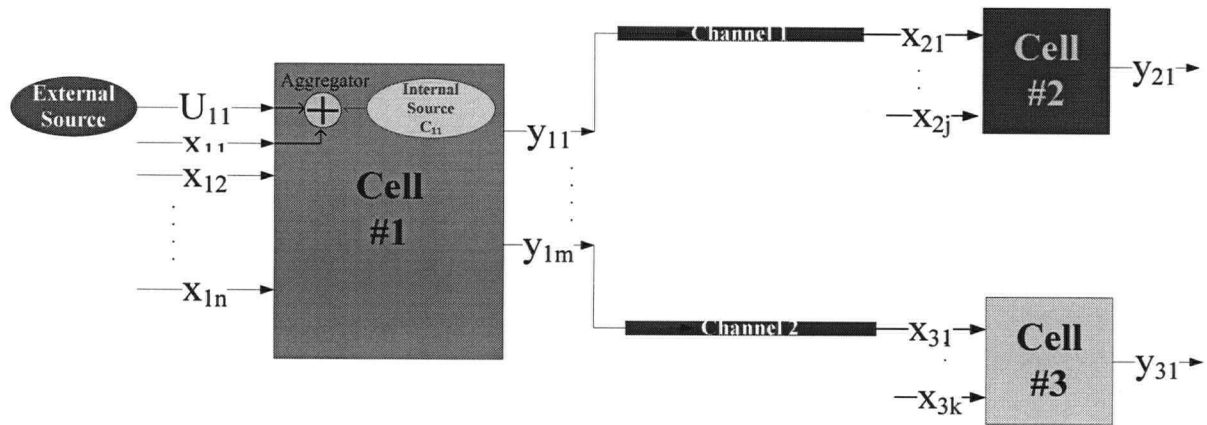 Channel 1
x21
Cell
#2
y21
x2j
Aggregator
External
Source
U11
Internal
Source
C11
x11
x12
y11
Cell
#1
y1m
x1n
Channel 2
x31
Cell
#3
y31
x3k